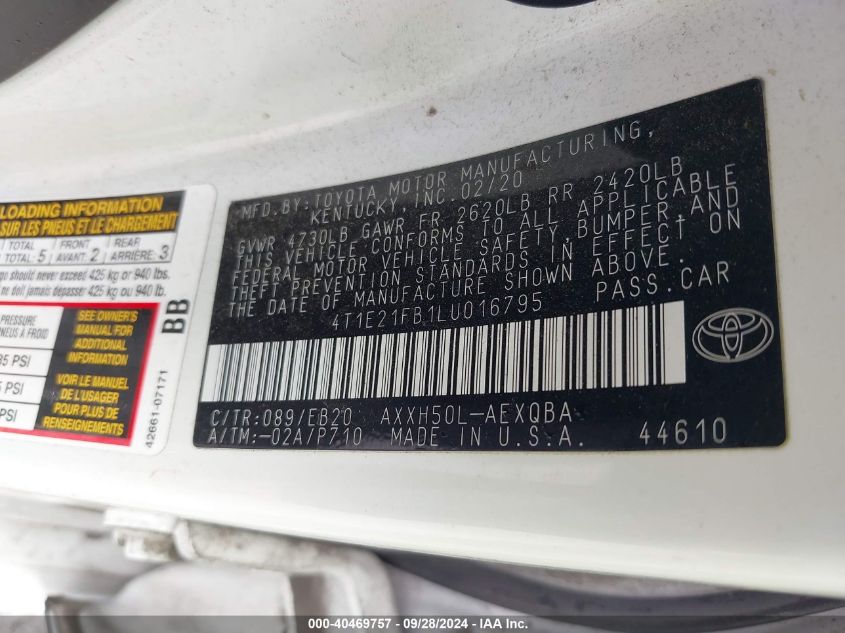 LOADING INFORMATION
SUR LES PNEUS ET LE CHARGEMENT
TOTAL 5 FRONT 2 REAR 3
TOTAL AVANT: ARRIÈRE:
should never exceed 425 kg or 940 lbs.
ne doit jamais dépasser 425 kg ou 940 lb.
PRESSURE
PNEUS À FROID
35 PSI
PSI
PSI
SEE OWNER'S
MANUAL FOR
ADDITIONAL
INFORMATION
VOIR LE MANUEL
DE L'USAGER
POUR PLUS DE
RENSEIGNEMENTS
BB
42661-07171
MFD.BY:TOYOTA MOTOR MANUFACTURING,
KENTUCKY, INC. 02/20
GVWR 4730LB GAWR FR 2620LB RR 2420LB
THIS VEHICLE CONFORMS TO ALL APPLICABLE
FEDERAL MOTOR VEHICLE SAFETY,BUMPER,AND
THEFT PREVENTION STANDARDS IN EFFECT ON
THE DATE OF MANUFACTURE SHOWN ABOVE.
4T1E21FB1LU016795 PASS.CAR
C/TR:089/EB20 AXXH50L-AEXQBA
A/TM:-02A/P710 MADE IN U.S.A. 44610
000-40469757 - 09/28/2024 - IAA Inc.